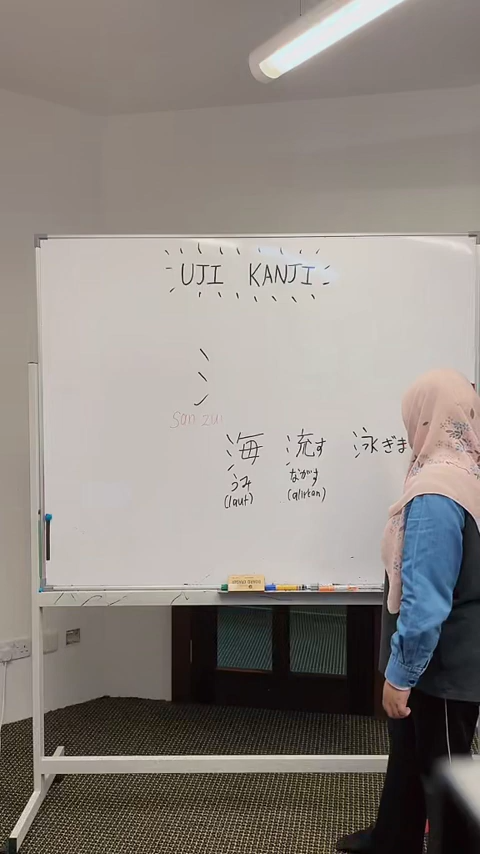 UJI KANJI
氵
san zui
海 流す 泳ぎま
うみ ながす
(laut) (alirkan)